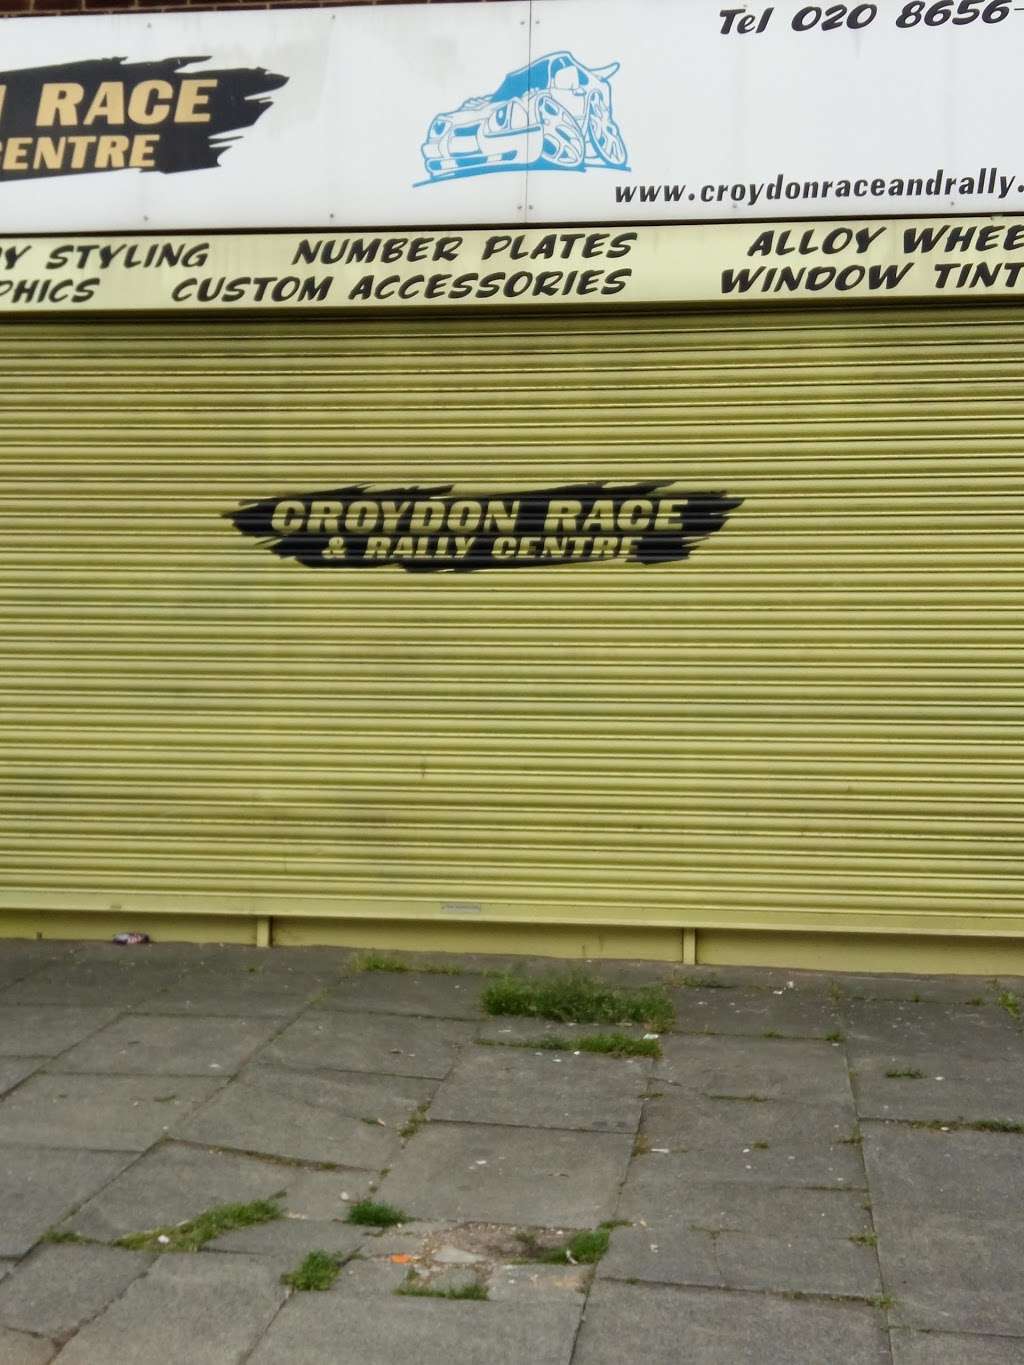 Tel 020 8656-
RACE
CENTRE
www.croydonraceandrally.
STYLING NUMBER PLATES ALLOY WHEE
PHICS CUSTOM ACCESSORIES WINDOW TINT
CROYDON RACE
& RALLY CENTRE